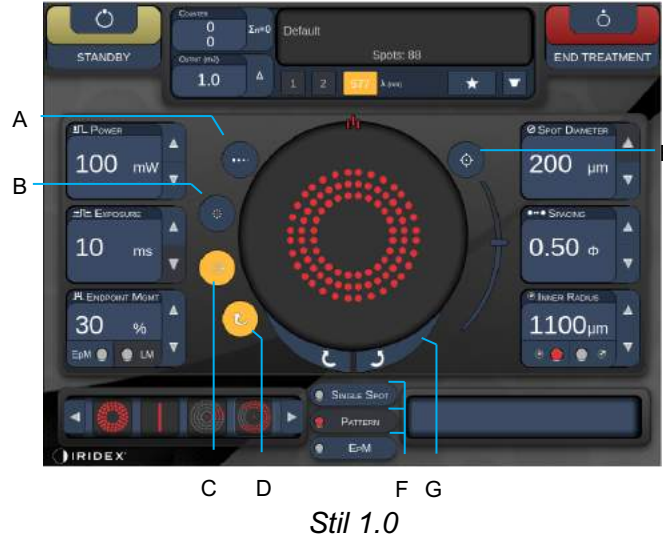 COUNTER
0
0
Σn=0
Default
Spots: 88
STANDBY
END TREATMENT
OUTPUT (mJ)
1.0
Δ
1 2 577 λ (nm)
A
POWER
100 mW
B
EXPOSURE
10 ms
ENDPOINT MGMT
30 %
EpM LM
SPOT DIAMETER
200 µm
SPACING
0.50 Φ
INNER RADIUS
1100µm
SINGLE SPOT
PATTERN
EPM
IRIDEX
C D F G
Stil 1.0